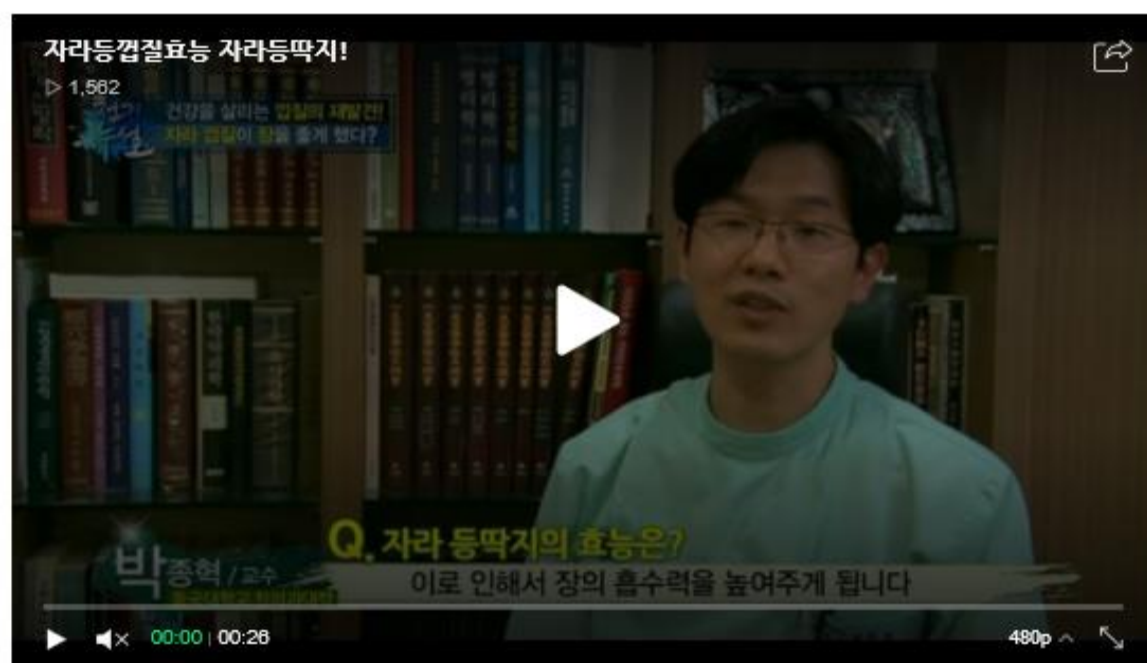 자라등껍질효능 자라등딱지!
1,562
건강을 살리는 껍질의 재발견!
자라 껍질이 장을 좋게 했다?
Q. 자라 등딱지의 효능은?
박종혁/교수
이로 인해서 장의 흡수력을 높여주게 됩니다
00:00 | 00:26
480p